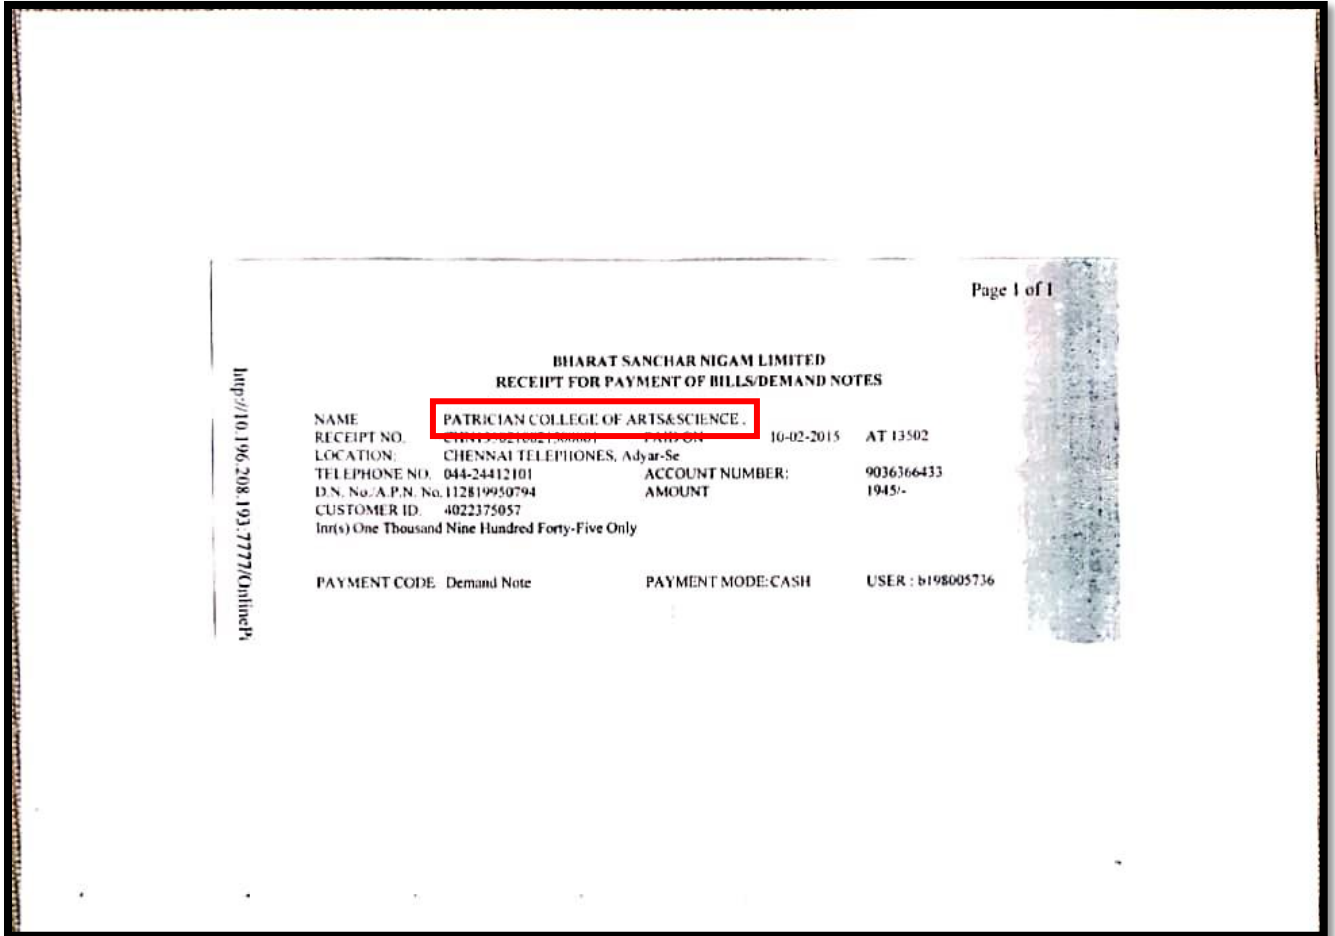 Page 1 of 1
BHARAT SANCHAR NIGAM LIMITED
RECEIPT FOR PAYMENT OF BILLS/DEMAND NOTES
NAME PATRICIAN COLLEGE OF ARTS&SCIENCE .
RECEIPT NO. 10-02-2015 AT 13502
LOCATION: CHENNAI TELEPHONES, Adyar-Se
TELEPHONE NO. 044-24412101 ACCOUNT NUMBER: 9036366433
D.N. No./A.P.N. No. 112819950794 AMOUNT 1945/-
CUSTOMER ID. 4022375057
Inr(s) One Thousand Nine Hundred Forty-Five Only
PAYMENT CODE Demand Note PAYMENT MODE: CASH USER : b198005736
http://10.196.208.193:7777/OnlinePi